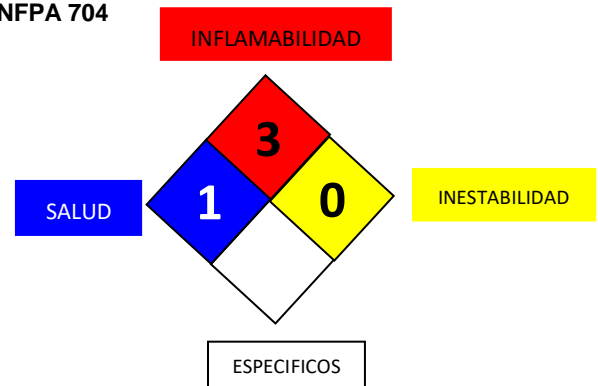 NFPA 704
INFLAMABILIDAD
3
SALUD
1
0
INESTABILIDAD
ESPECIFICOS